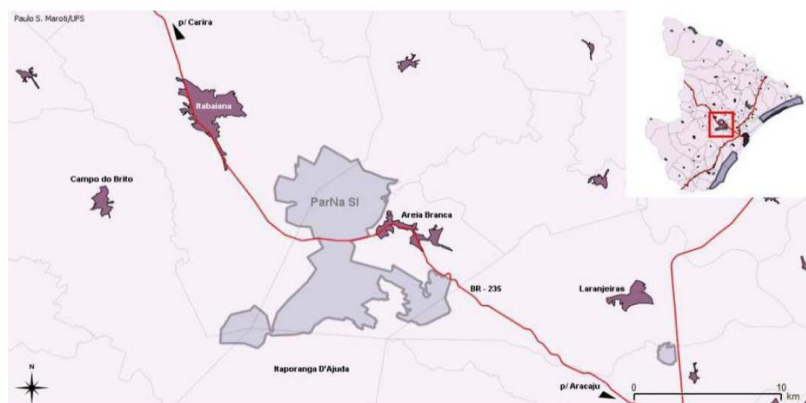 Paulo S. Maroti/UFS
p/ Carira
Itabaiana
Campo do Brito
ParNa SI
Areia Branca
BR - 235
Laranjeiras
Itaporanga D'Ajuda
N
p/ Aracaju
0 10
km